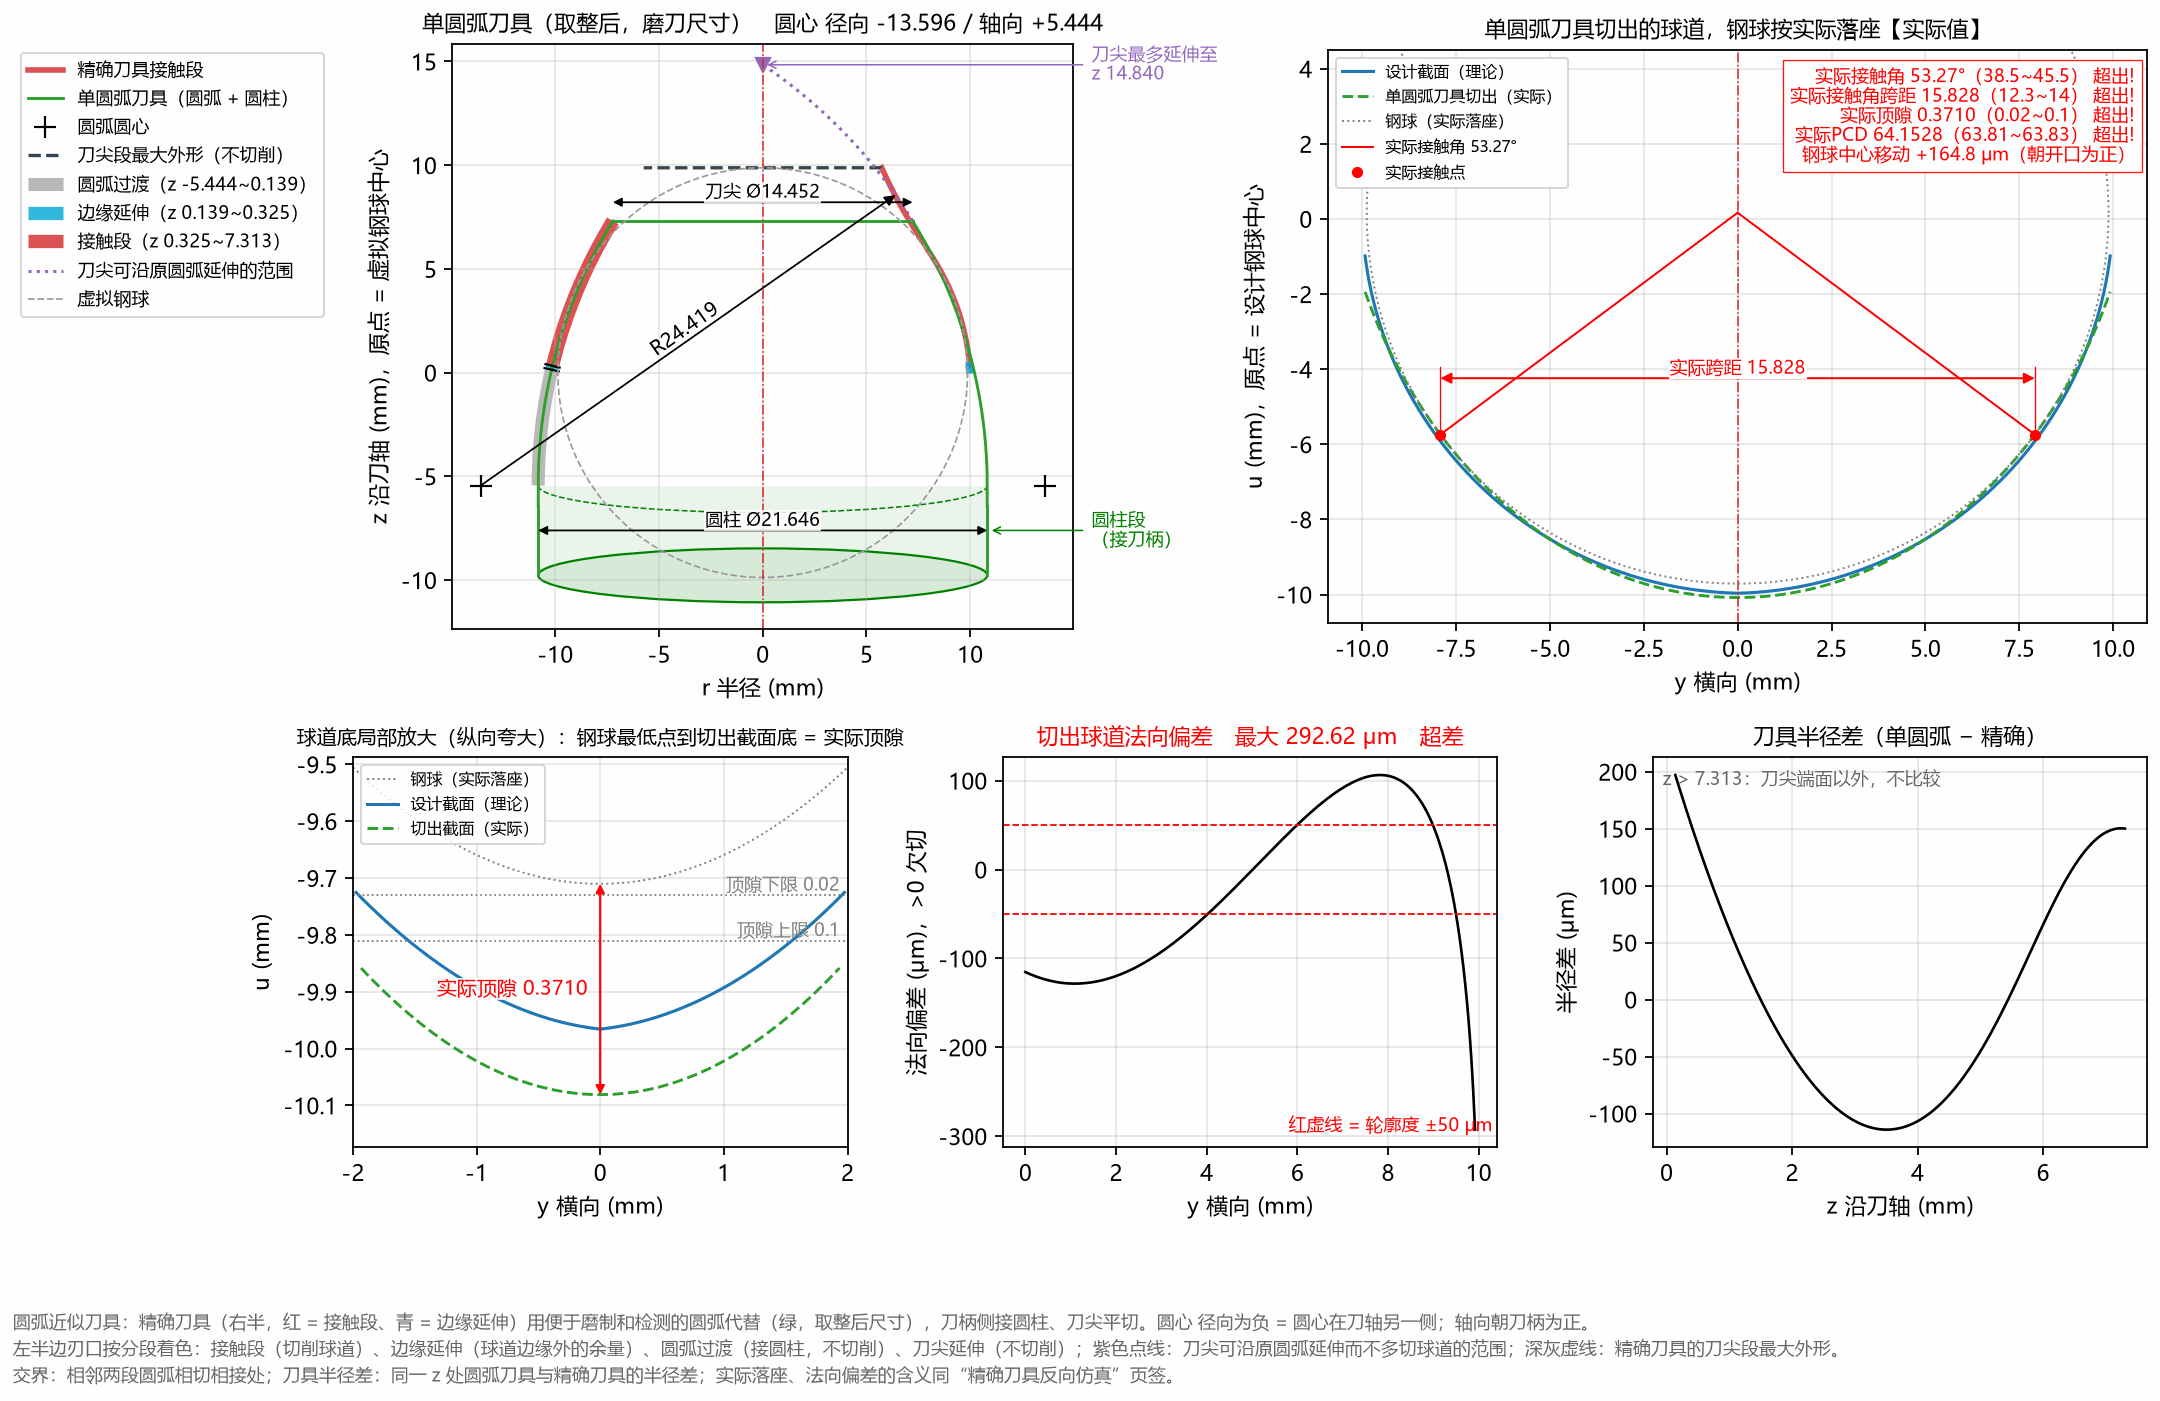 单圆弧刀具（取整后，磨刀尺寸） 圆心 径向 -13.596 / 轴向 +5.444
精确刀具接触段
单圆弧刀具（圆弧 + 圆柱）
圆弧圆心
刀尖段最大外形（不切削）
圆弧过渡（z -5.444~0.139）
边缘延伸（z 0.139~0.325）
接触段（z 0.325~7.313）
刀尖可沿原圆弧延伸的范围
虚拟钢球
刀尖最多延伸至
z 14.840
刀尖 Ø14.452
R24.419
圆柱 Ø21.646
圆柱段
（接刀柄）
z 沿刀轴 (mm)，原点 = 虚拟钢球中心
15
10
5
0
-5
-10
-10
-5
0
5
10
r 半径 (mm)
单圆弧刀具切出的球道，钢球按实际落座【实际值】
设计截面（理论）
单圆弧刀具切出（实际）
钢球（实际落座）
实际接触角 53.27°
实际接触点
实际接触角 53.27°（38.5~45.5） 超出!
实际接触角跨距 15.828（12.3~14） 超出!
实际顶隙 0.3710（0.02~0.1） 超出!
实际PCD 64.1528（63.81~63.83） 超出!
钢球中心移动 +164.8 μm（朝开口为正）
实际跨距 15.828
u (mm)，原点 = 设计钢球中心
4
2
0
-2
-4
-6
-8
-10
-10.0
-7.5
-5.0
-2.5
0.0
2.5
5.0
7.5
10.0
y 横向 (mm)
球道底局部放大（纵向夸大）：钢球最低点到切出截面底 = 实际顶隙
钢球（实际落座）
设计截面（理论）
切出截面（实际）
顶隙下限 0.02
顶隙上限 0.1
实际顶隙 0.3710
u (mm)
-9.5
-9.6
-9.7
-9.8
-9.9
-10.0
-10.1
-2
-1
0
1
2
y 横向 (mm)
切出球道法向偏差 最大 292.62 μm 超差
法向偏差 (μm)，>0 欠切
100
0
-100
-200
-300
红虚线 = 轮廓度 ±50 μm
0
2
4
6
8
10
y 横向 (mm)
刀具半径差（单圆弧 − 精确）
z > 7.313：刀尖端面以外，不比较
半径差 (μm)
200
150
100
50
0
-50
-100
0
2
4
6
z 沿刀轴 (mm)
圆弧近似刀具：精确刀具（右半，红 = 接触段、青 = 边缘延伸）用便于磨制和检测的圆弧代替（绿，取整后尺寸），刀柄侧接圆柱、刀尖平切。圆心 径向为负 = 圆心在刀轴另一侧；轴向朝刀柄为正。
左半边刃口按分段着色：接触段（切削球道）、边缘延伸（球道边缘外的余量）、圆弧过渡（接圆柱，不切削）、刀尖延伸（不切削）；紫色点线：刀尖可沿原圆弧延伸而不多切球道的范围；深灰虚线：精确刀具的刀尖段最大外形。
交界：相邻两段圆弧相切相接处；刀具半径差：同一 z 处圆弧刀具与精确刀具的半径差；实际落座、法向偏差的含义同“精确刀具反向仿真”页签。